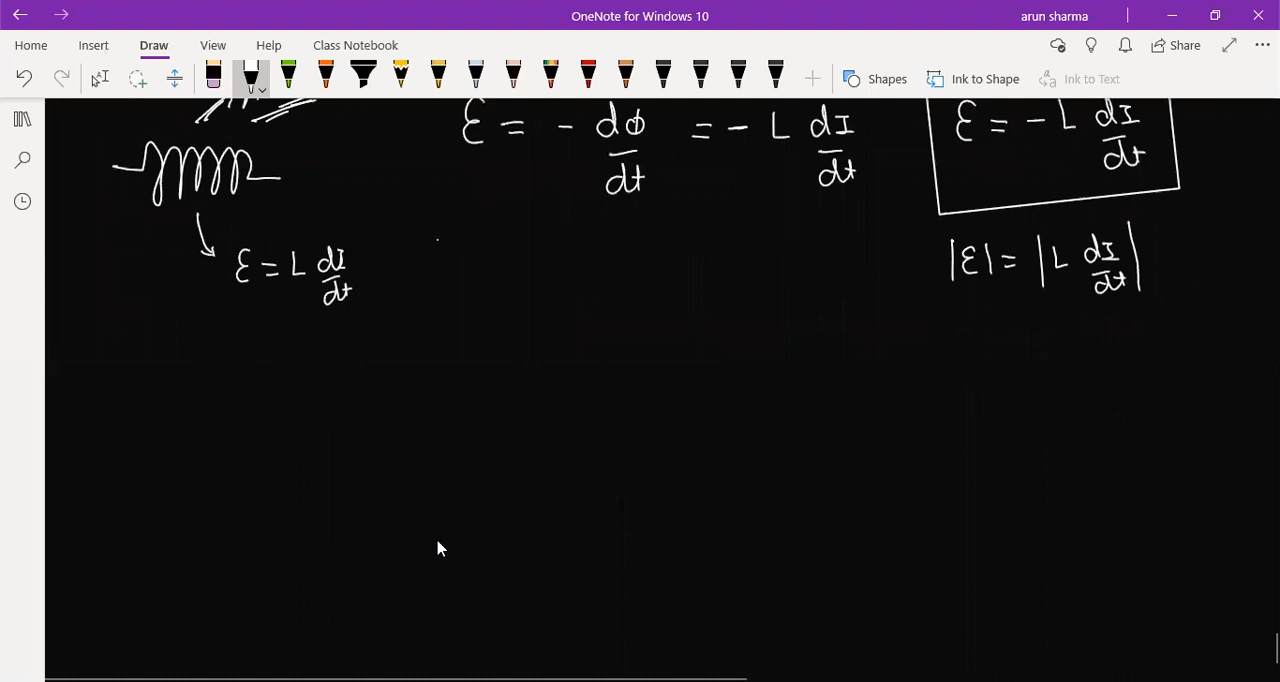 OneNote for Windows 10
arun sharma
Home Insert Draw View Help Class Notebook
Share
Shapes Ink to Shape Ink to Text
ℰ = - dϕ/dt = - L dI/dt
ℰ = - L dI/dt
ℰ = L dI/dt
|ℰ| = |L dI/dt|